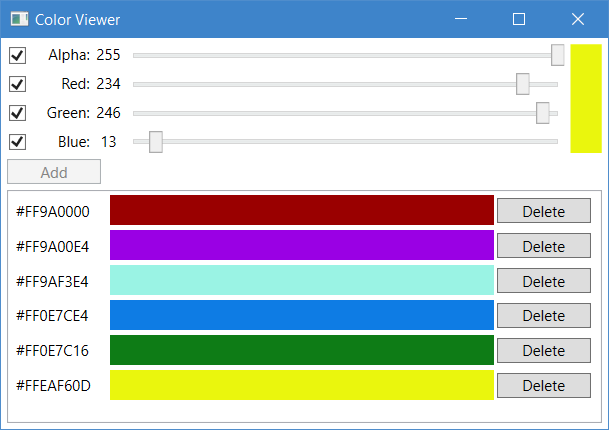 Color Viewer
Alpha: 255
Red: 234
Green: 246
Blue: 13
Add
#FF9A0000 Delete
#FF9A00E4 Delete
#FF9AF3E4 Delete
#FF0E7CE4 Delete
#FF0E7C16 Delete
#FFEAF60D Delete